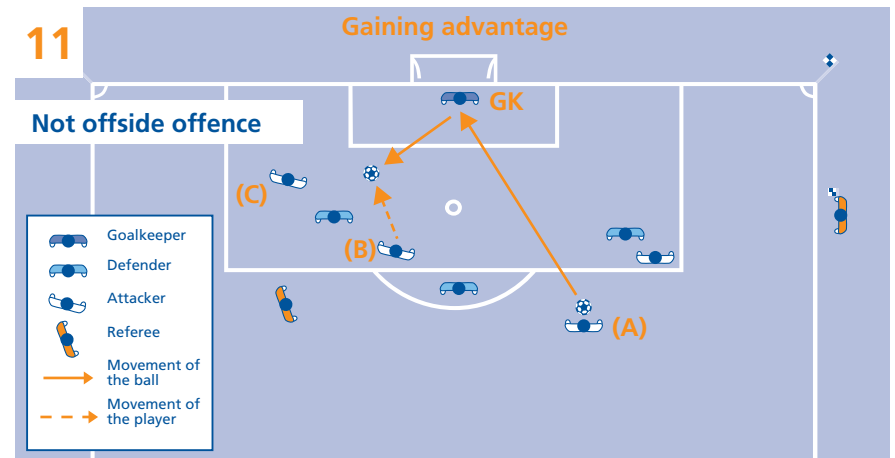 11
Gaining advantage
GK
Not offside offence
(C)
(B)
(A)
Goalkeeper
Defender
Attacker
Referee
Movement of
the ball
Movement of
the player